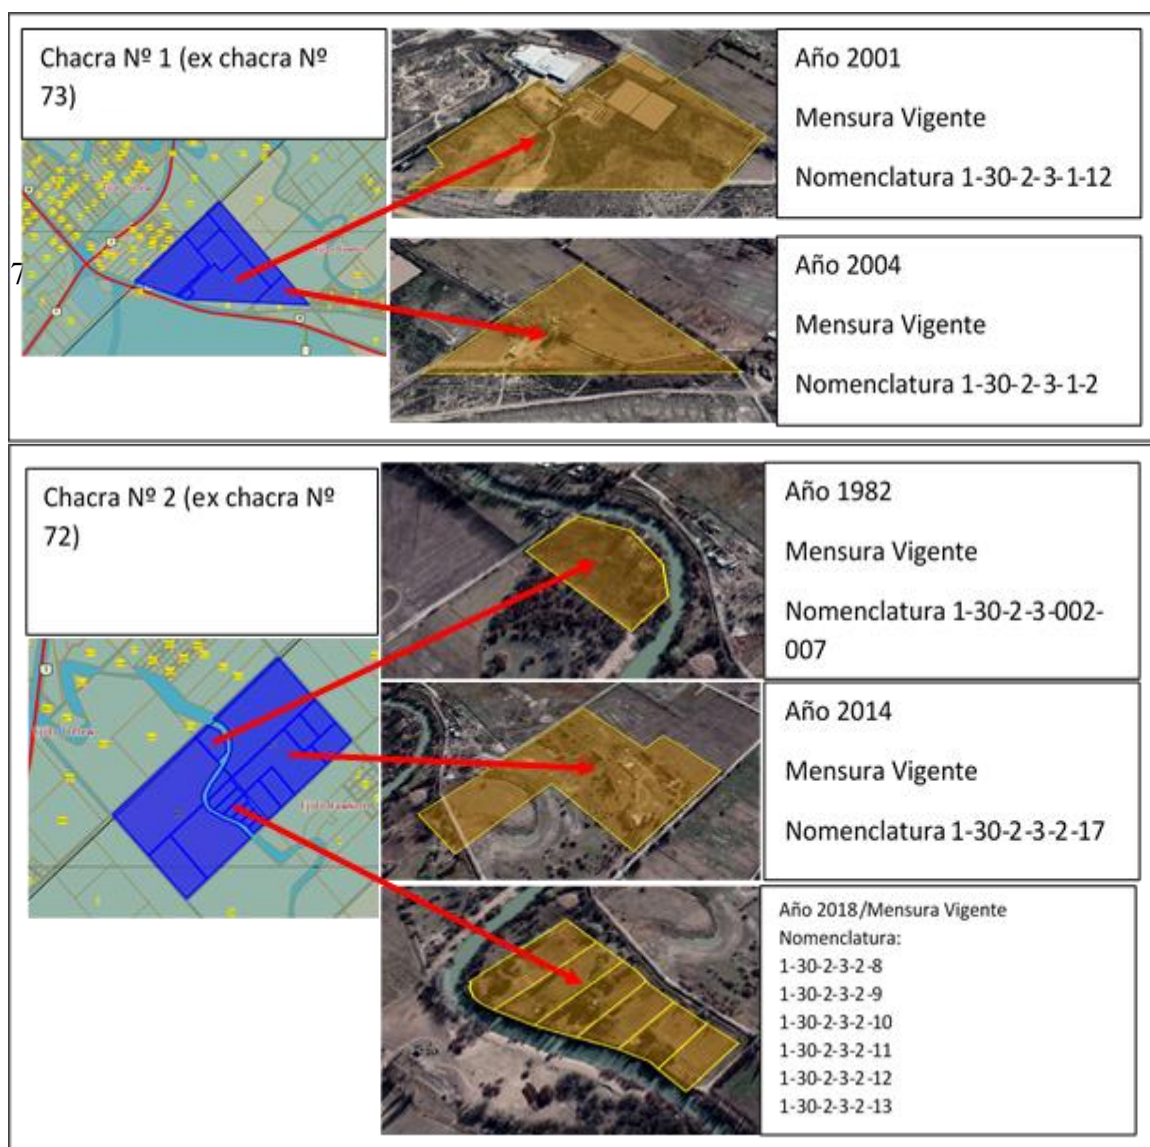 Chacra Nº 1 (ex chacra Nº
73)
Año 2001
Mensura Vigente
Nomenclatura 1-30-2-3-1-12
7
Año 2004
Mensura Vigente
Nomenclatura 1-30-2-3-1-2
Chacra Nº 2 (ex chacra Nº
72)
Año 1982
Mensura Vigente
Nomenclatura 1-30-2-3-002-
007
Año 2014
Mensura Vigente
Nomenclatura 1-30-2-3-2-17
Año 2018/Mensura Vigente
Nomenclatura:
1-30-2-3-2-8
1-30-2-3-2-9
1-30-2-3-2-10
1-30-2-3-2-11
1-30-2-3-2-12
1-30-2-3-2-13